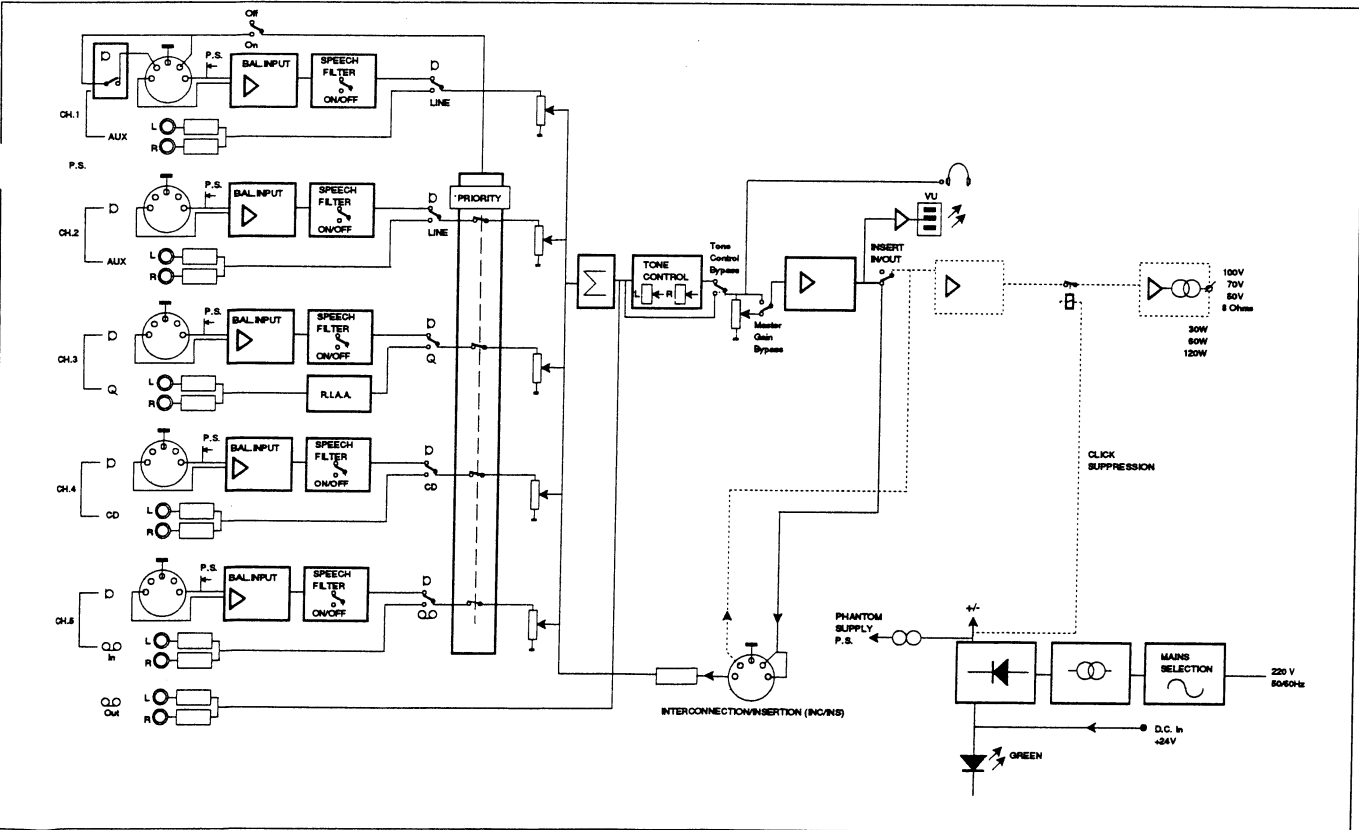 Off
On
P.S.
BAL.INPUT
SPEECH
FILTER
ON/OFF
LINE
CH.1
AUX
L
R
P.S.
P.S.
BAL.INPUT
SPEECH
FILTER
ON/OFF
LINE
PRIORITY
CH.2
AUX
L
R
TONE
CONTROL
L
R
Tone
Control
Bypass
Master
Gain
Bypass
VU
INSERT
IN/OUT
100V
70V
50V
8 Ohms
30W
60W
120W
P.S.
BAL.INPUT
SPEECH
FILTER
ON/OFF
CH.3
L
R
R.I.A.A.
P.S.
BAL.INPUT
SPEECH
FILTER
ON/OFF
CD
CH.4
CD
L
R
CLICK
SUPPRESSION
P.S.
BAL.INPUT
SPEECH
FILTER
ON/OFF
CH.5
In
L
R
Out
L
R
INTERCONNECTION/INSERTION (INC/INS)
PHANTOM
SUPPLY
P.S.
+/-
MAINS
SELECTION
220 V
50/60Hz
D.C. In
+24V
GREEN